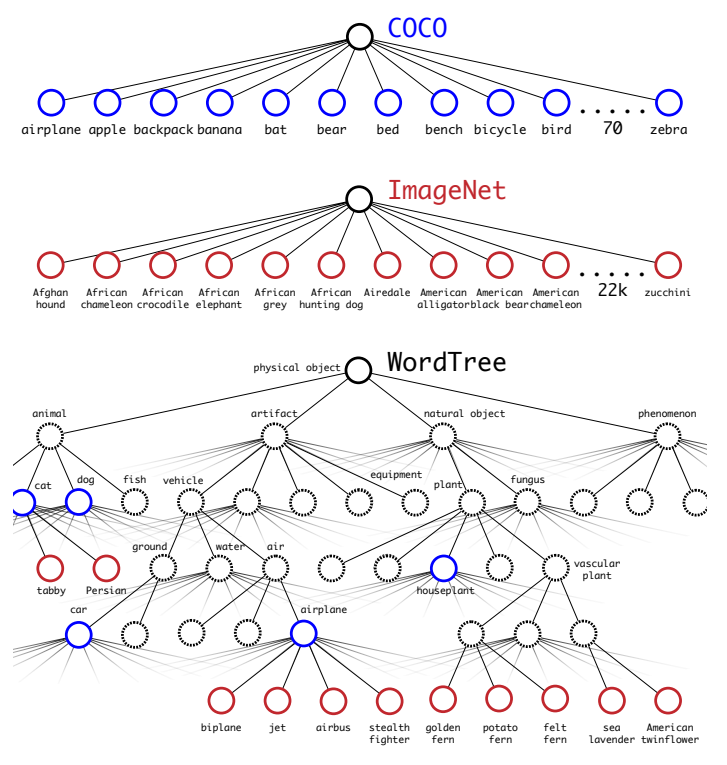 COCO
airplane apple backpack banana bat bear bed bench bicycle bird ..... 70 zebra
ImageNet
Afghan hound
African chameleon
African crocodile
African elephant
African grey
African hunting dog
Airedale
American alligator
American black bear
American chameleon
..... 22k
zucchini
WordTree
physical object
animal artifact natural object phenomenon
cat dog fish vehicle equipment plant fungus
ground water air vascular plant
tabby Persian houseplant
car airplane
biplane jet airbus stealth fighter golden fern potato fern felt fern sea lavender American twinflower